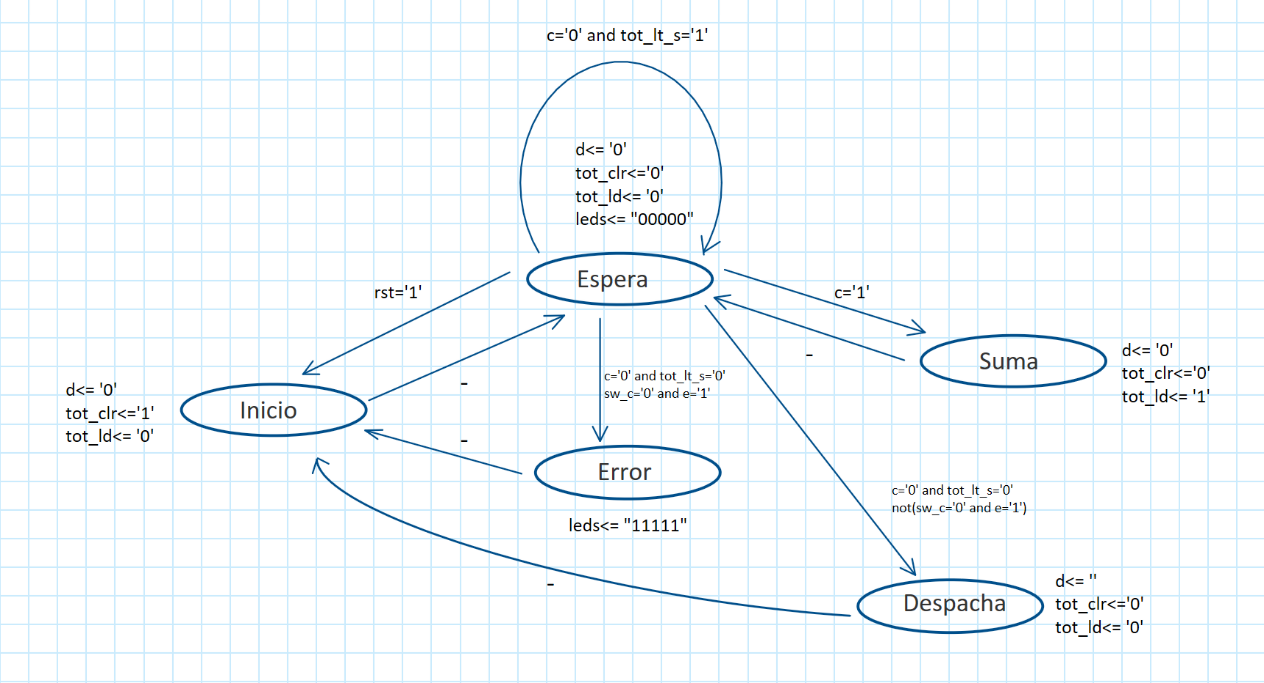 c='0' and tot_lt_s='1'
d<= '0'
tot_clr<='0'
tot_ld<= '0'
leds<= "00000"
Espera
rst='1'
c='1'
-
Suma
d<= '0'
tot_clr<='0'
tot_ld<= '1'
c='0' and tot_lt_s='0'
sw_c='0' and e='1'
-
d<= '0'
tot_clr<='1'
tot_ld<= '0'
Inicio
-
Error
leds<= "11111"
c='0' and tot_lt_s='0'
not(sw_c='0' and e='1')
-
Despacha
d<= ''
tot_clr<='0'
tot_ld<= '0'